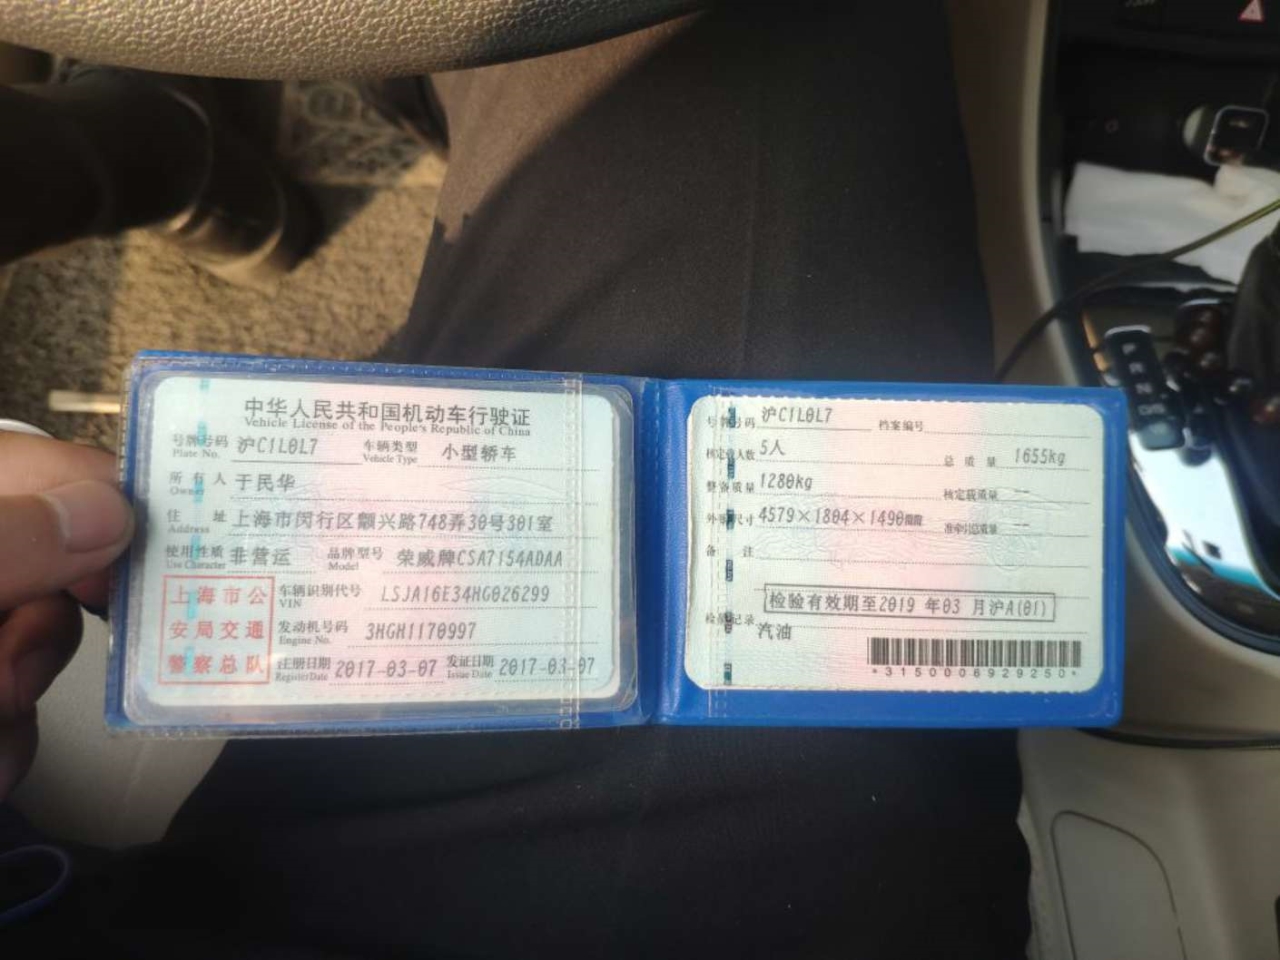 中华人民共和国机动车行驶证
Vehicle License of the People's Republic of China
号牌号码 沪C1L0L7 车辆类型 小型轿车
Plate No. Vehicle Type
所有人 于民华
Owner
住 址 上海市闵行区颛兴路748弄30号301室
Address
使用性质 非营运 品牌型号 荣威牌CSA7154ADAA
Use Character Model
上海市公
安局交通
警察总队
车辆识别代号 LSJA16E34HG026299
VIN
发动机号码 3HGH1170997
Engine No.
注册日期 2017-03-07 发证日期 2017-03-07
Register Date Issue Date
号牌号码 沪C1L0L7 档案编号
核定载人数 5人 总质量 1655kg
整备质量 1280kg 核定载质量 --
外廓尺寸 4579×1804×1490mm 准牵引总质量 --
备 注
检验有效期至2019 年03 月沪A(01)
检验记录
汽油
*3150006929250*
P
R
N
D/S